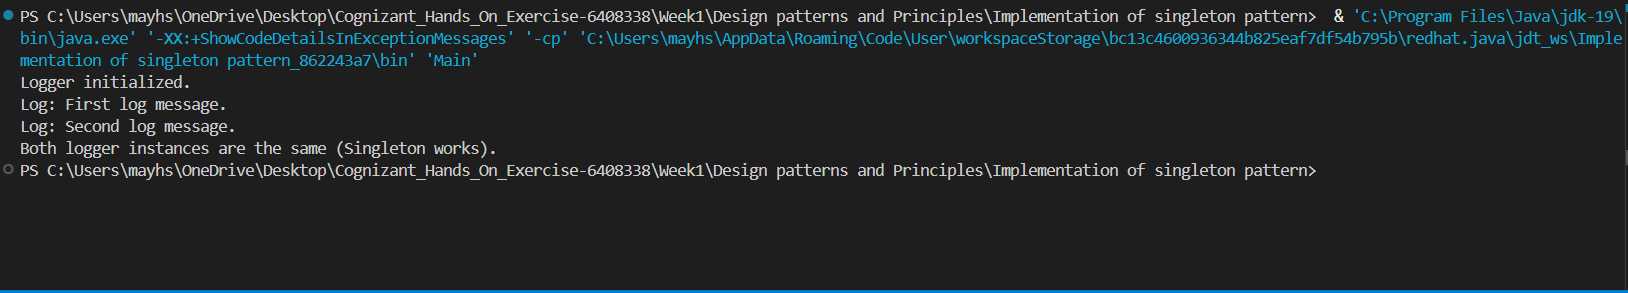 PS C:\Users\mayhs\OneDrive\Desktop\Cognizant_Hands_On_Exercise-6408338\Week1\Design patterns and Principles\Implementation of singleton pattern>  & 'C:\Program Files\Java\jdk-19\
bin\java.exe' '-XX:+ShowCodeDetailsInExceptionMessages' '-cp' 'C:\Users\mayhs\AppData\Roaming\Code\User\workspaceStorage\bc13c4600936344b825eaf7df54b795b\redhat.java\jdt_ws\Imple
mentation of singleton pattern_862243a7\bin' 'Main'
Logger initialized.
Log: First log message.
Log: Second log message.
Both logger instances are the same (Singleton works).
PS C:\Users\mayhs\OneDrive\Desktop\Cognizant_Hands_On_Exercise-6408338\Week1\Design patterns and Principles\Implementation of singleton pattern>